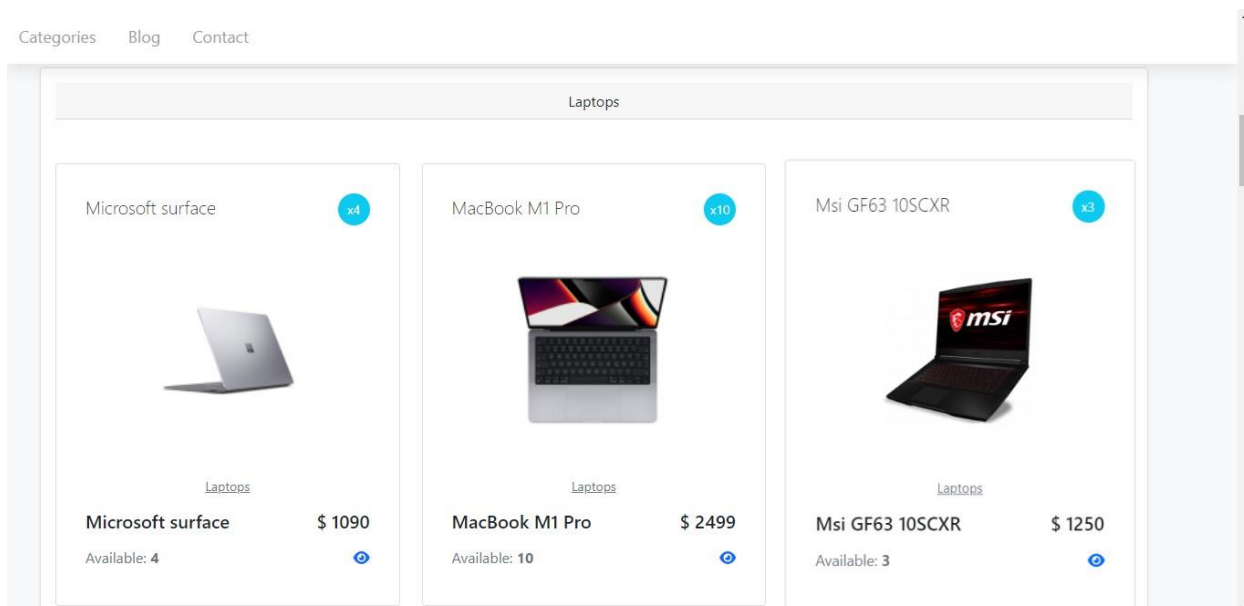 Categories Blog Contact
Laptops
Microsoft surface x4
MacBook M1 Pro x10
Msi GF63 10SCXR x3
msi
Laptops
Microsoft surface $ 1090
Available: 4
Laptops
MacBook M1 Pro $ 2499
Available: 10
Laptops
Msi GF63 10SCXR $ 1250
Available: 3